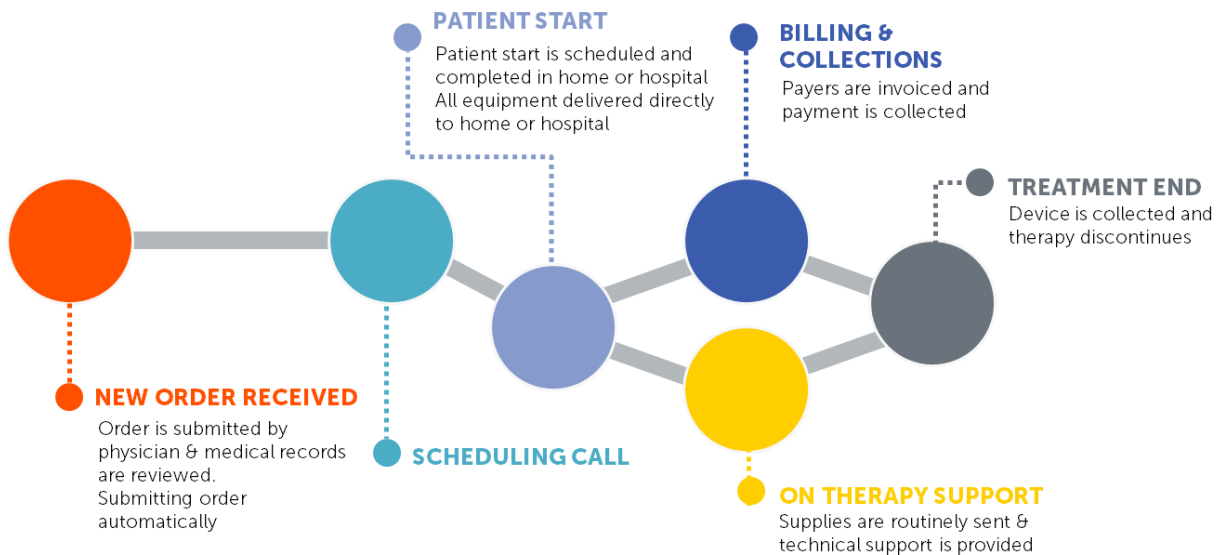 PATIENT START
Patient start is scheduled and
completed in home or hospital
All equipment delivered directly
to home or hospital
BILLING &
COLLECTIONS
Payers are invoiced and
payment is collected
TREATMENT END
Device is collected and
therapy discontinues
NEW ORDER RECEIVED
Order is submitted by
physician & medical records
are reviewed.
Submitting order
automatically
SCHEDULING CALL
ON THERAPY SUPPORT
Supplies are routinely sent &
technical support is provided